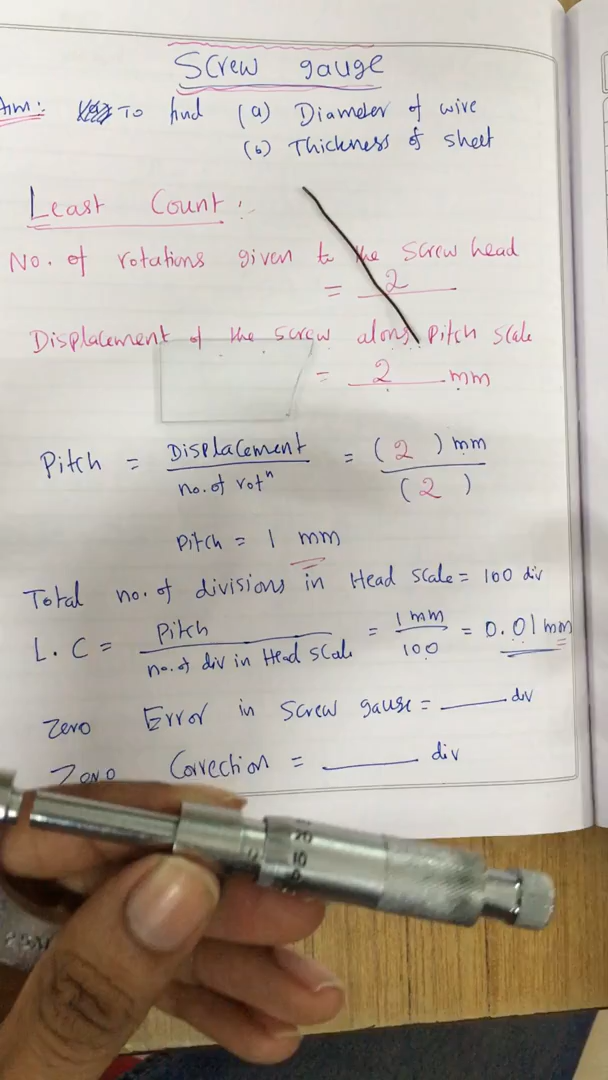 Screw gauge
Aim: To find (a) Diameter of wire
(b) Thickness of sheet
Least Count :-
No. of rotations given to the screw head
= 2
Displacement of the screw along Pitch scale
= 2 mm
Pitch = Displacement / no. of rotⁿ = (2) mm / (2)
Pitch = 1 mm
Total no. of divisions in Head scale = 100 div
L.C = Pitch / no. of div in Head scale = 1 mm / 100 = 0.01 mm
Zero Error in screw gauge = ____ div
Zero Correction = ____ div
20
10